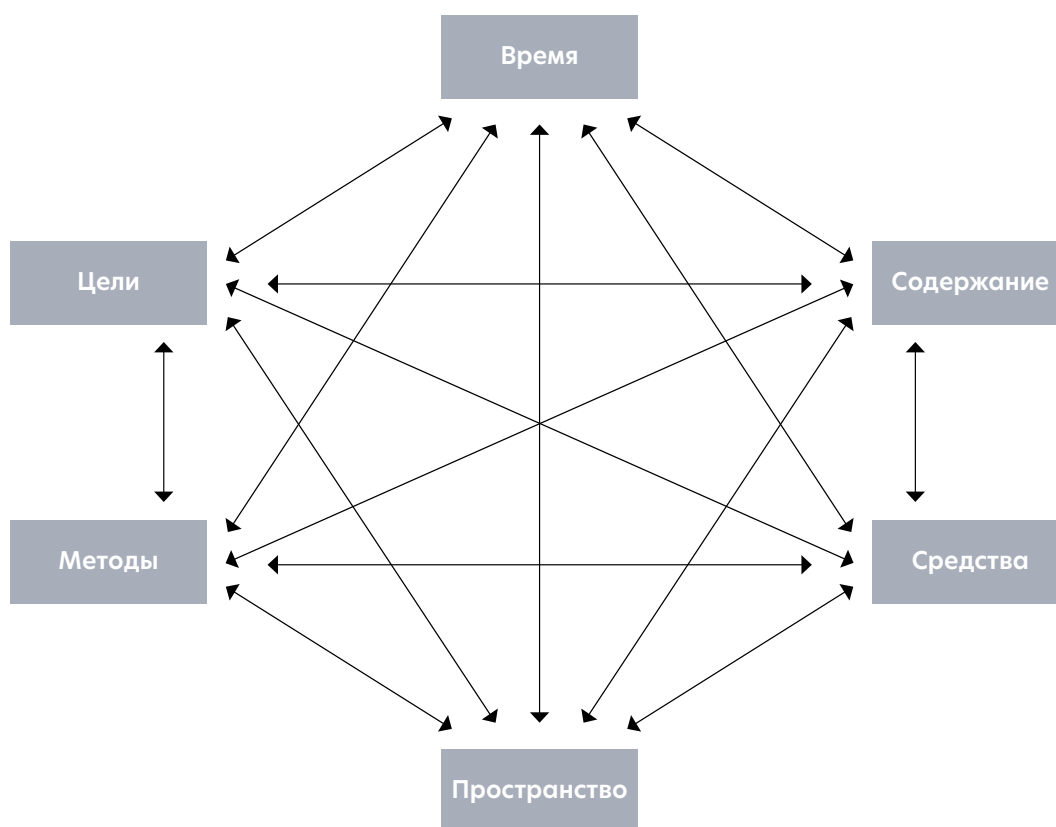 Время
Цели
Содержание
Методы
Средства
Пространство